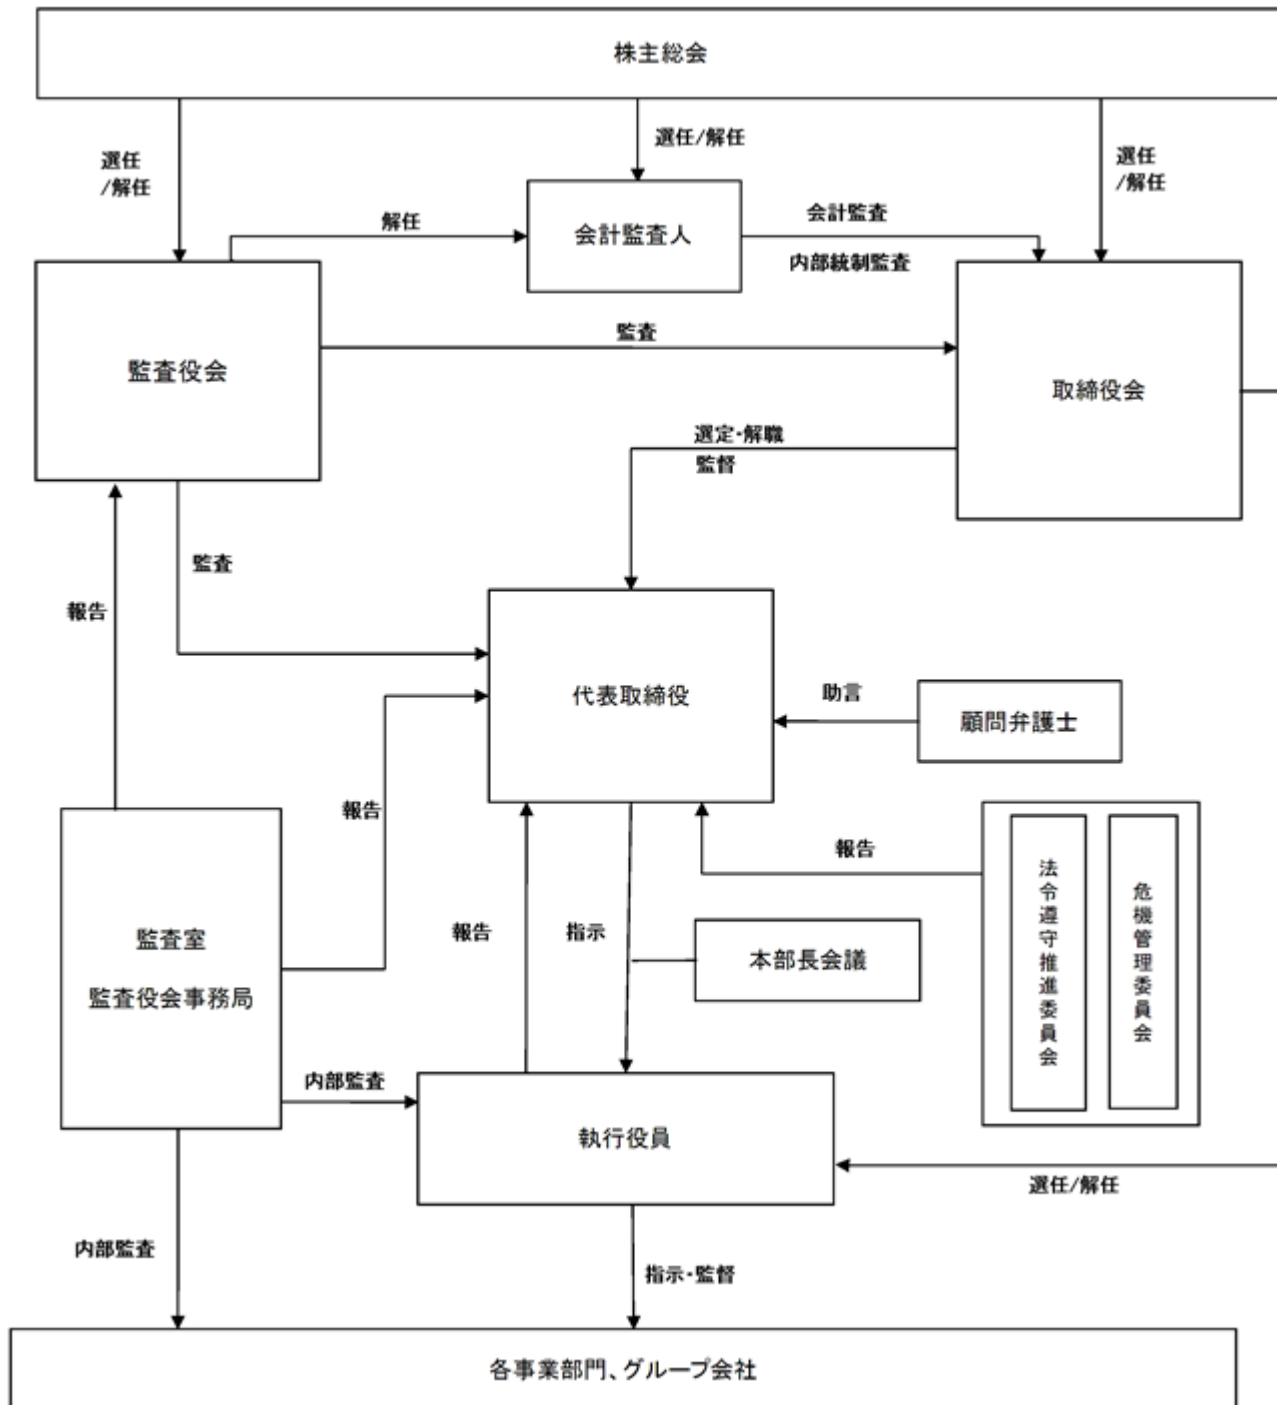 株主総会
選任
/解任
選任/解任
選任
/解任
解任
会計監査人
会計監査
内部統制監査
監査役会
監査
取締役会
選定・解職
監督
監査
報告
代表取締役
助言
顧問弁護士
報告
報告
法令遵守推進委員会
危機管理委員会
監査室
監査役会事務局
報告
指示
本部長会議
内部監査
執行役員
選任/解任
内部監査
指示・監督
各事業部門、グループ会社